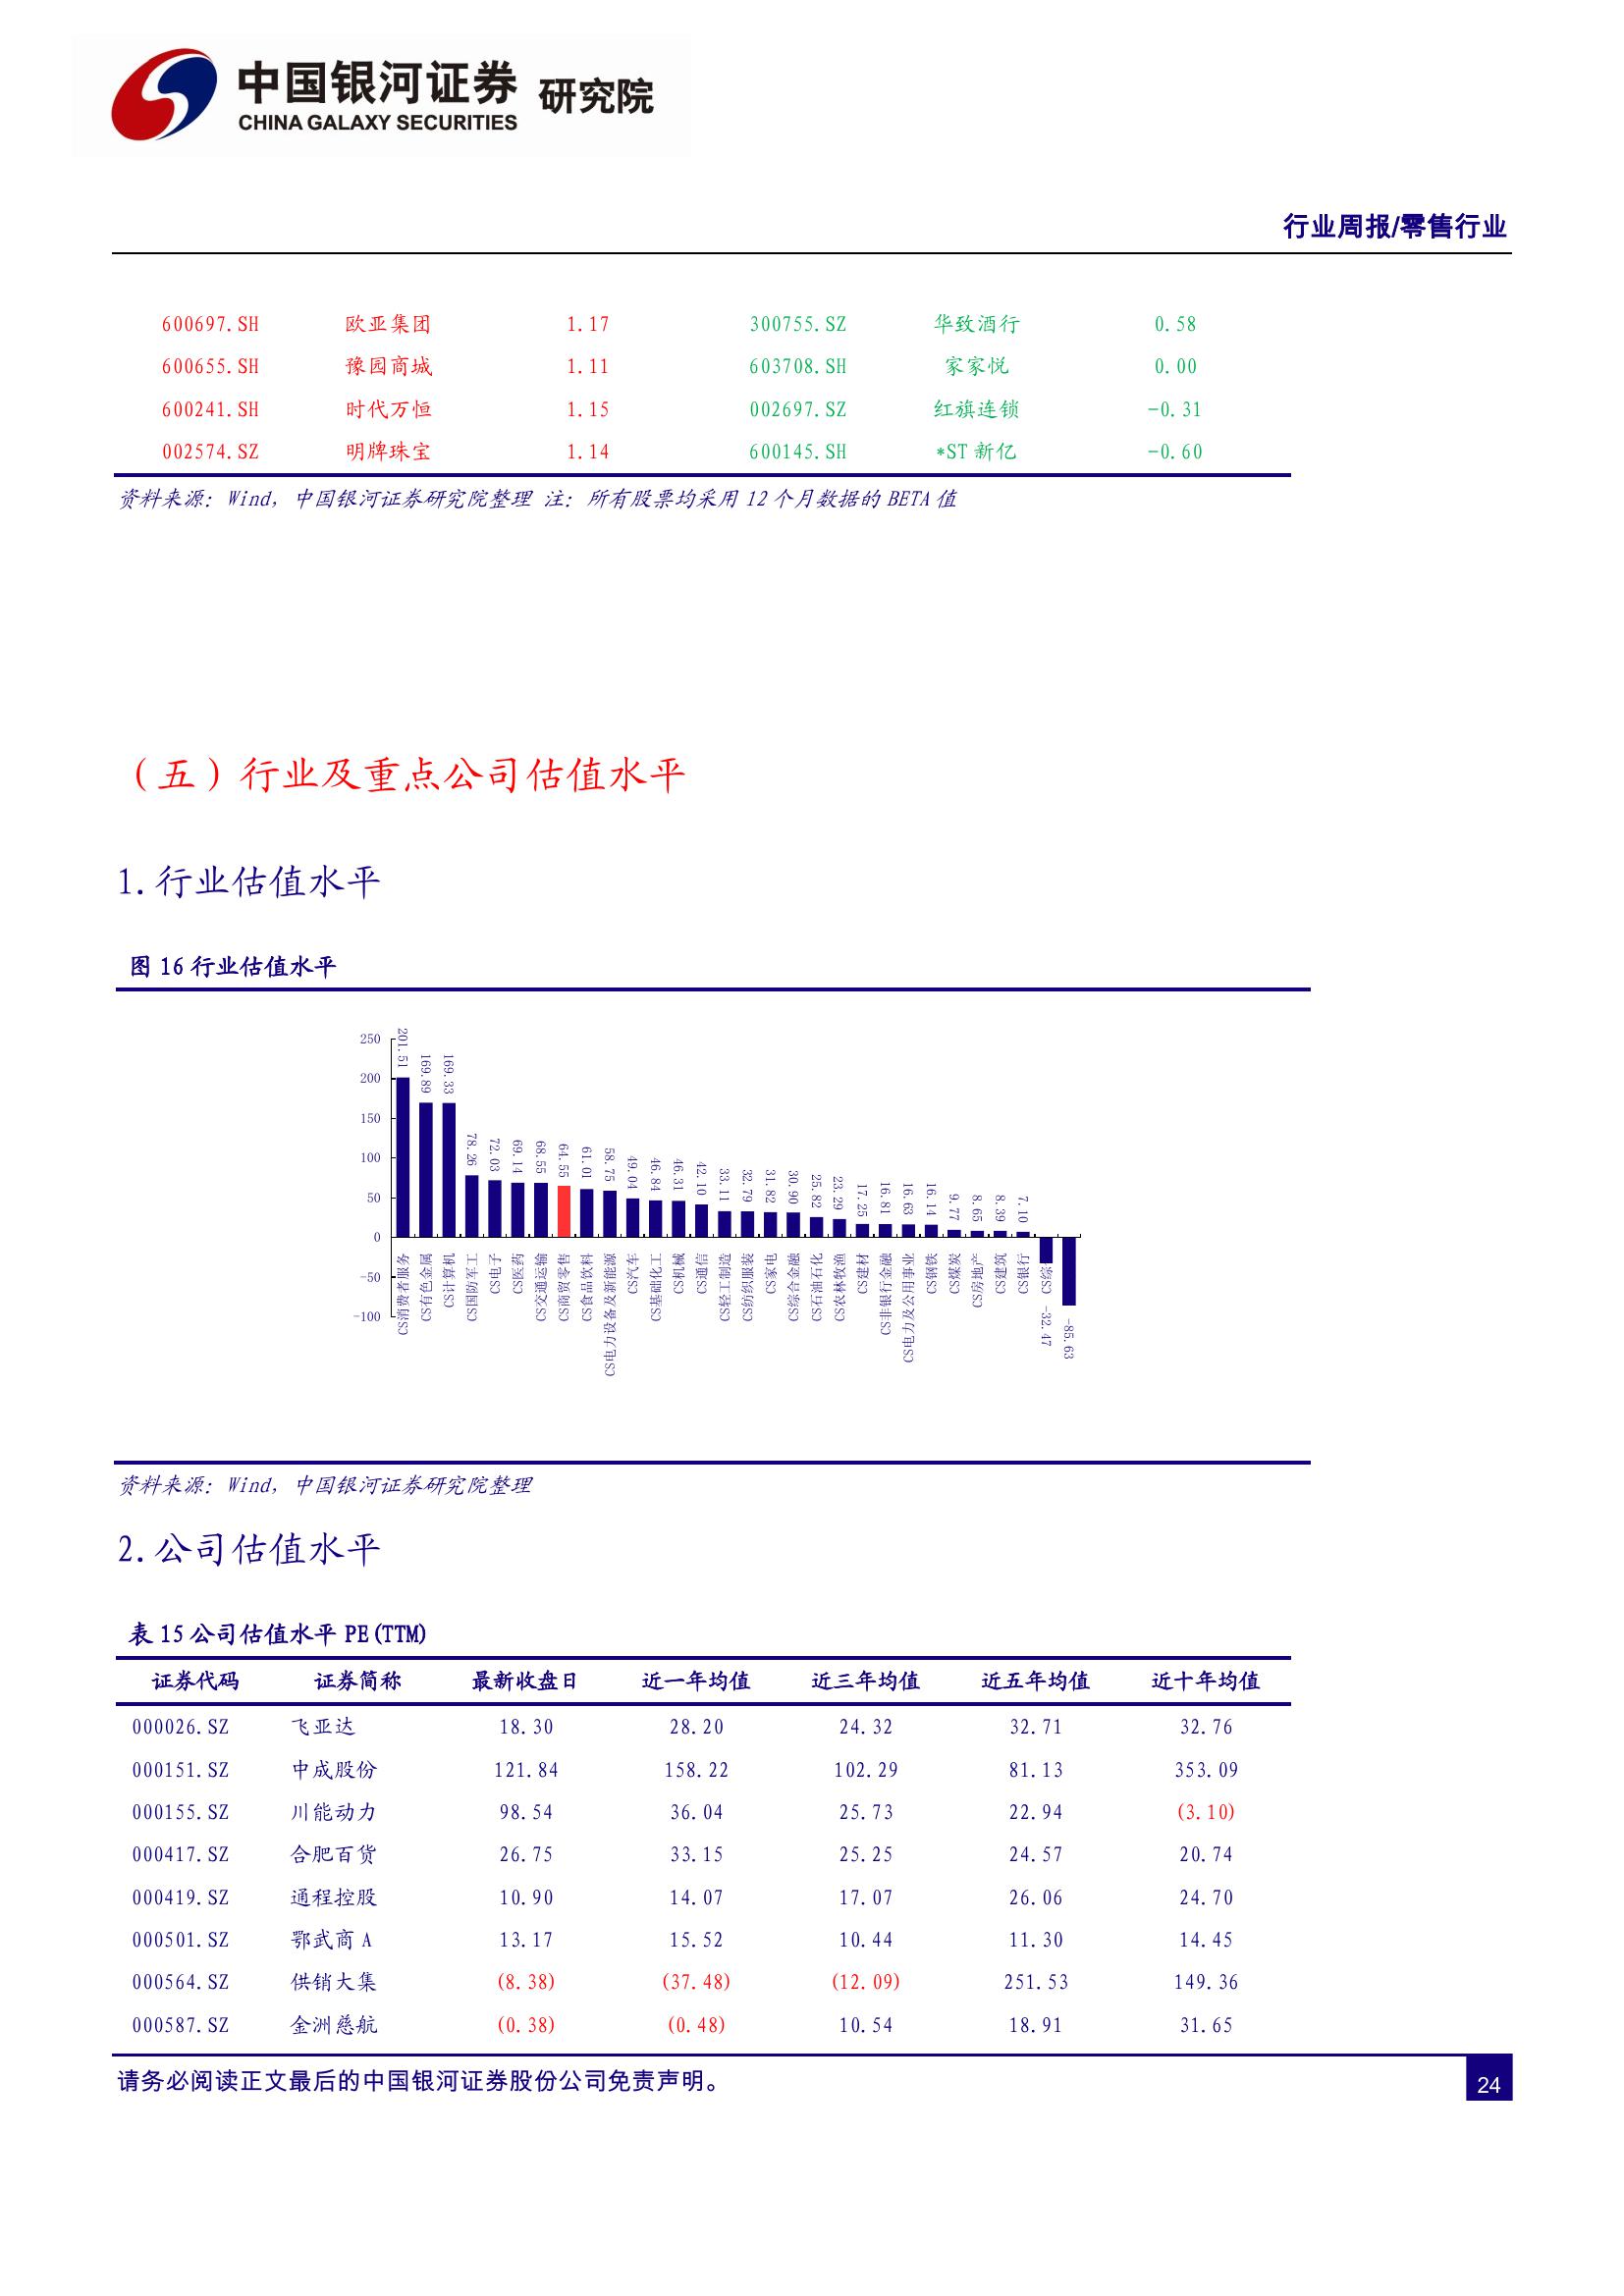 中国银河证券 研究院
CHINA GALAXY SECURITIES
行业周报/零售行业
600697.SH 欧亚集团 1.17 300755.SZ 华致酒行 0.58
600655.SH 豫园商城 1.11 603708.SH 家家悦 0.00
600241.SH 时代万恒 1.15 002697.SZ 红旗连锁 -0.31
002574.SZ 明牌珠宝 1.14 600145.SH *ST新亿 -0.60
资料来源：Wind，中国银河证券研究院整理 注：所有股票均采用 12 个月数据的 BETA 值
（五）行业及重点公司估值水平
1.行业估值水平
图 16 行业估值水平
250
200
150
100
50
0
-50
-100
201.51
169.89
169.33
78.26
72.03
69.14
68.55
64.55
61.01
58.75
49.04
46.84
46.31
42.10
33.11
32.79
31.82
30.90
25.82
23.29
17.25
16.81
16.63
16.14
9.77
8.65
8.39
7.10
-32.47
-85.63
CS消费者服务
CS有色金属
CS计算机
CS国防军工
CS电子
CS医药
CS交通运输
CS商贸零售
CS食品饮料
CS电力设备及新能源
CS汽车
CS基础化工
CS机械
CS通信
CS轻工制造
CS纺织服装
CS家电
CS综合金融
CS石油石化
CS农林牧渔
CS建材
CS非银行金融
CS电力及公用事业
CS钢铁
CS煤炭
CS房地产
CS建筑
CS银行
CS综
资料来源：Wind，中国银河证券研究院整理
2.公司估值水平
表 15 公司估值水平 PE(TTM)
证券代码 证券简称 最新收盘日 近一年均值 近三年均值 近五年均值 近十年均值
000026.SZ 飞亚达 18.30 28.20 24.32 32.71 32.76
000151.SZ 中成股份 121.84 158.22 102.29 81.13 353.09
000155.SZ 川能动力 98.54 36.04 25.73 22.94 (3.10)
000417.SZ 合肥百货 26.75 33.15 25.25 24.57 20.74
000419.SZ 通程控股 10.90 14.07 17.07 26.06 24.70
000501.SZ 鄂武商A 13.17 15.52 10.44 11.30 14.45
000564.SZ 供销大集 (8.38) (37.48) (12.09) 251.53 149.36
000587.SZ 金洲慈航 (0.38) (0.48) 10.54 18.91 31.65
请务必阅读正文最后的中国银河证券股份公司免责声明。
24